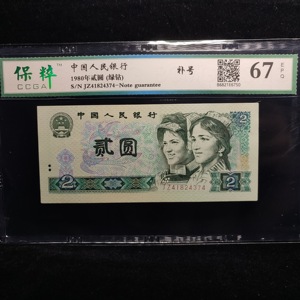 保粹
CCGA
中国人民银行
1980年贰圆 (绿钻)
S/N JZ41824374-Note guarantee
补号
67
EPQ
中国人民银行
贰圆
2
2
JZ41824374